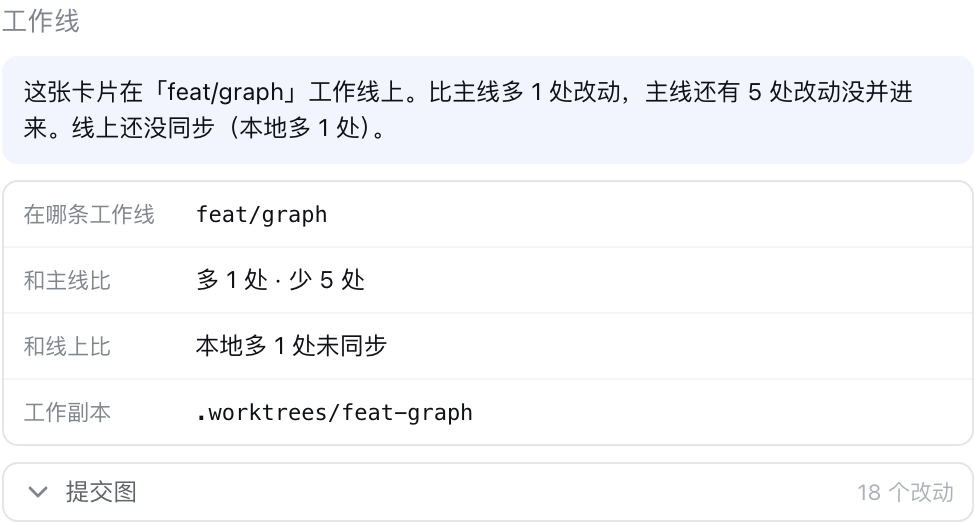 工作线
这张卡片在「feat/graph」工作线上。比主线多 1 处改动，主线还有 5 处改动没并进
来。线上还没同步（本地多 1 处）。
在哪条工作线 feat/graph
和主线比 多 1 处 · 少 5 处
和线上比 本地多 1 处未同步
工作副本 .worktrees/feat-graph
提交图 18 个改动